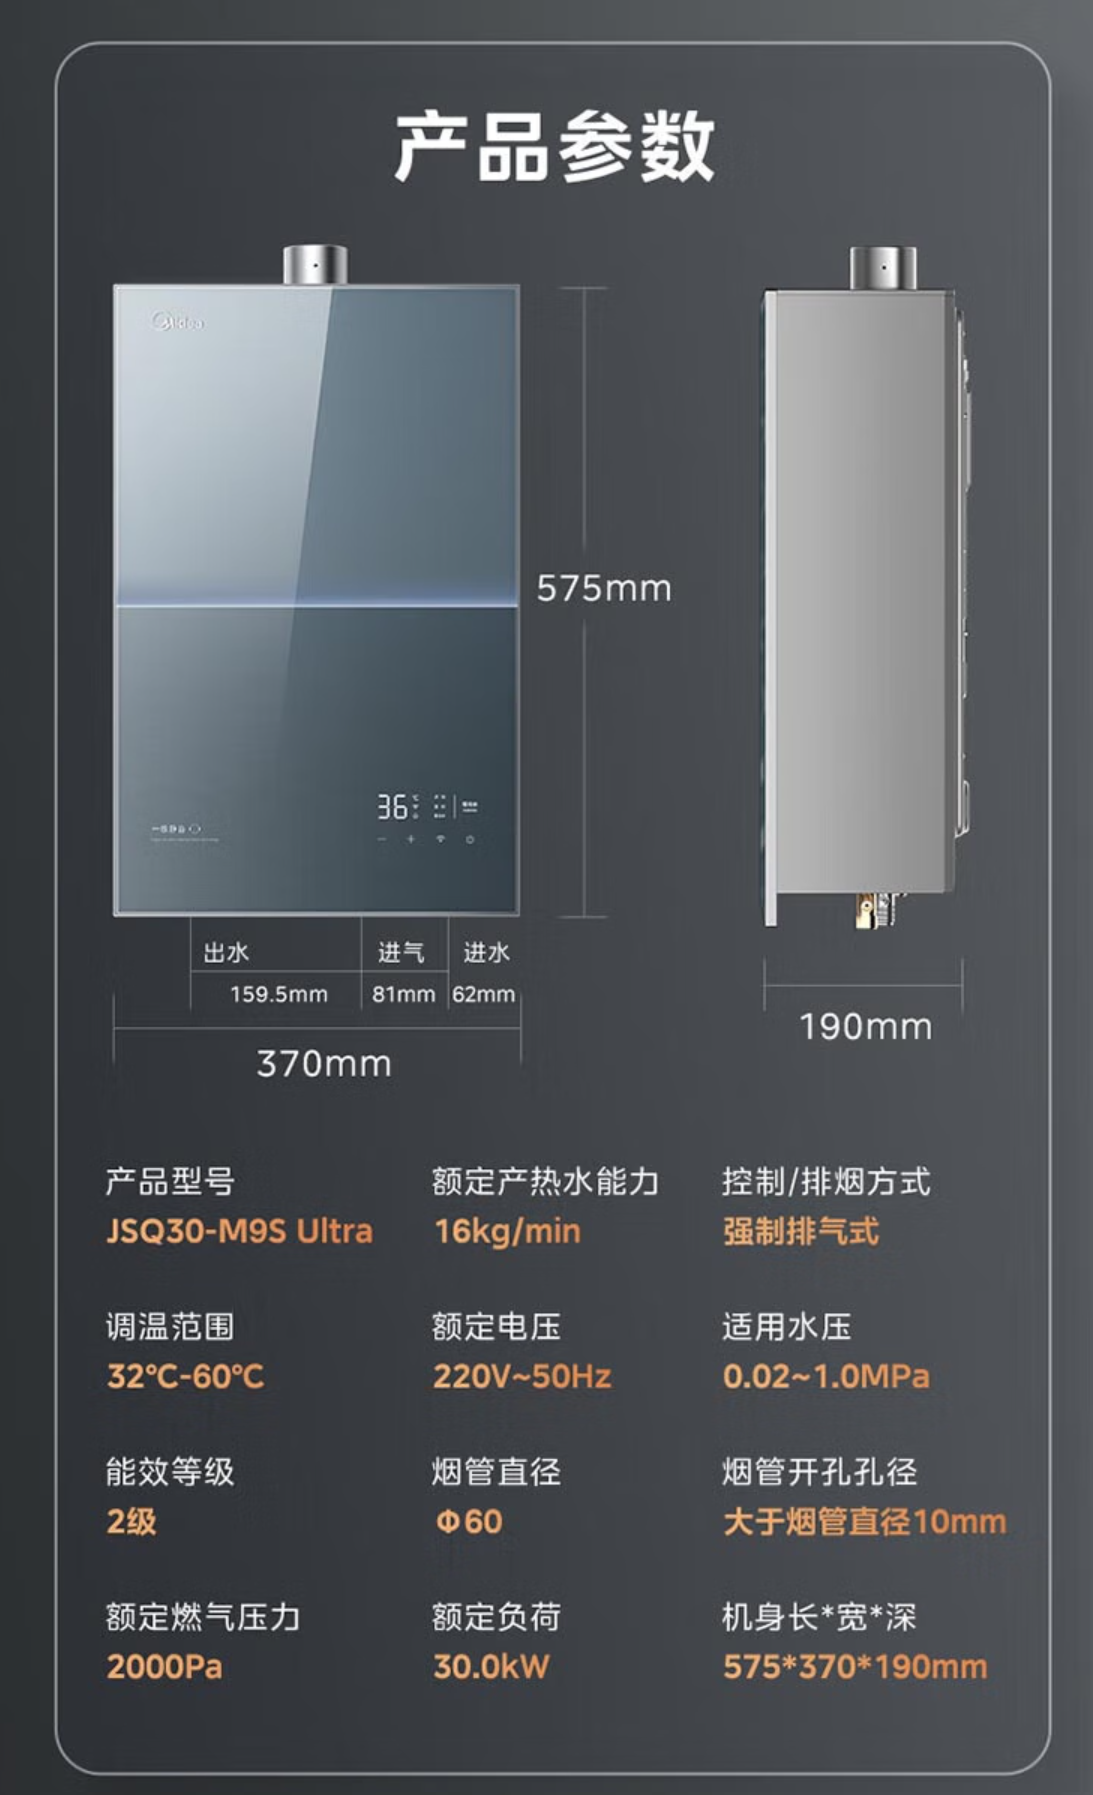 产品参数
Midea
575mm
36℃
出水
进气
进水
159.5mm
81mm
62mm
370mm
190mm
产品型号
额定产热水能力
控制/排烟方式
JSQ30-M9S Ultra
16kg/min
强制排气式
调温范围
额定电压
适用水压
32℃-60℃
220V~50Hz
0.02~1.0MPa
能效等级
烟管直径
烟管开孔孔径
2级
Φ60
大于烟管直径10mm
额定燃气压力
额定负荷
机身长*宽*深
2000Pa
30.0kW
575*370*190mm